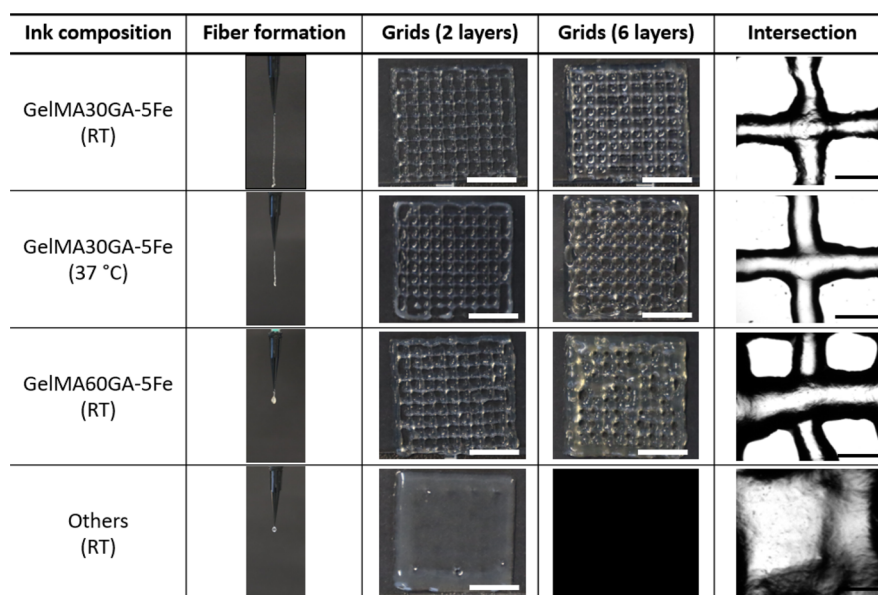 Ink composition
Fiber formation
Grids (2 layers)
Grids (6 layers)
Intersection
GelMA30GA-5Fe
(RT)
GelMA30GA-5Fe
(37 °C)
GelMA60GA-5Fe
(RT)
Others
(RT)